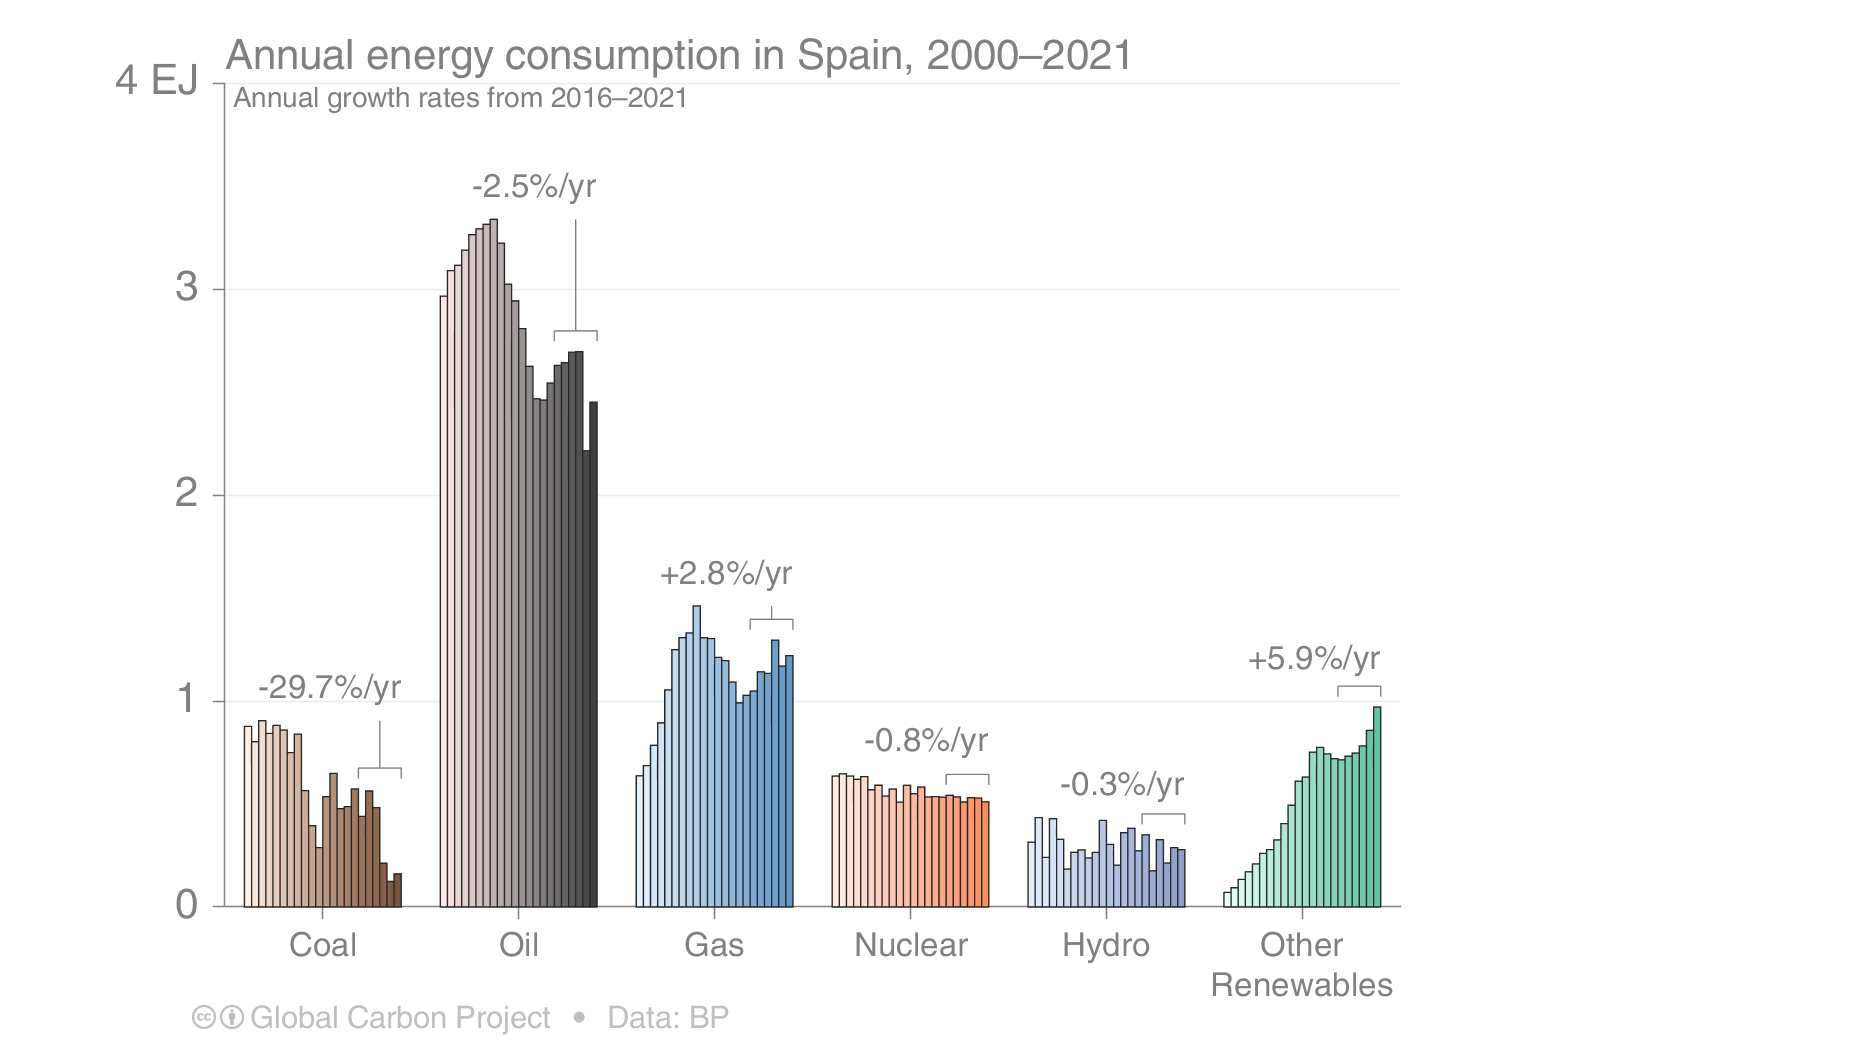 Annual energy consumption in Spain, 2000–2021
4 EJ
Annual growth rates from 2016–2021
-2.5%/yr
3
2
+2.8%/yr
+5.9%/yr
-29.7%/yr
1
-0.8%/yr
-0.3%/yr
0
Coal Oil Gas Nuclear Hydro Other
Renewables
cc Global Carbon Project • Data: BP